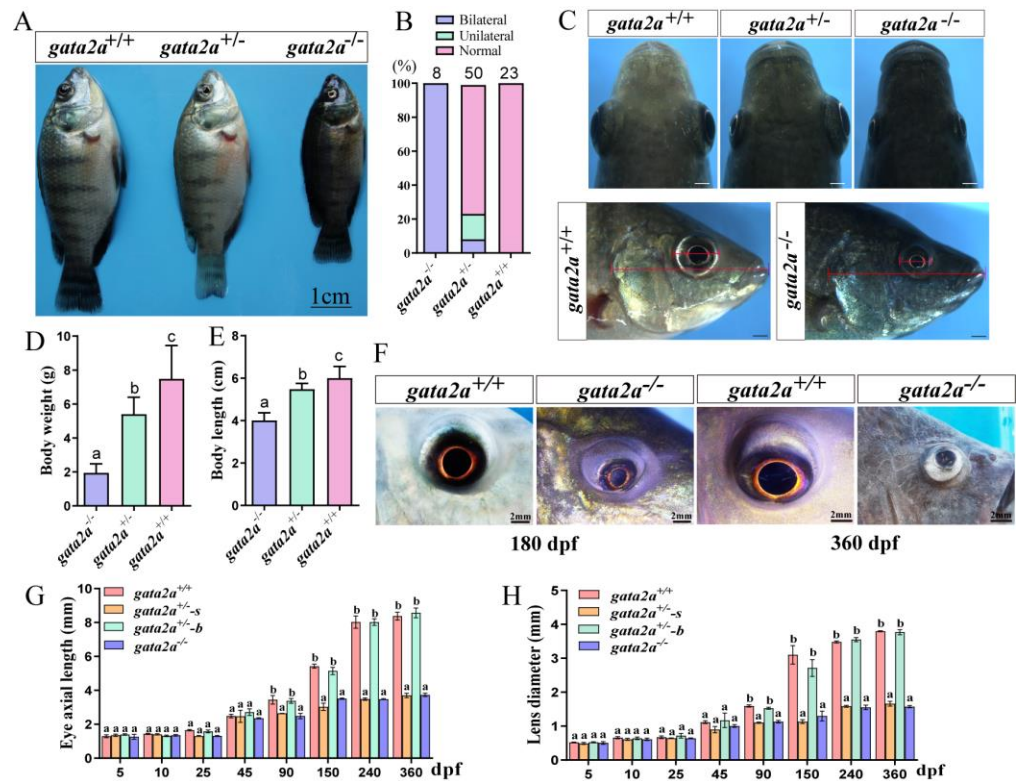 A
gata2a+/+ gata2a+/- gata2a-/-
1cm
B
Bilateral
Unilateral
Normal
(%) 8 50 23
100
80
60
40
20
0
gata2a-/- gata2a+/- gata2a+/+
C
gata2a+/+ gata2a+/- gata2a-/-
gata2a+/+ gata2a-/-
D
Body weight (g)
10
8
6
4
2
0
a b c
gata2a-/- gata2a+/- gata2a+/+
E
Body length (cm)
8
6
4
2
0
a b c
gata2a-/- gata2a+/- gata2a+/+
F
gata2a+/+ gata2a-/- gata2a+/+ gata2a-/-
2mm 2mm 2mm 2mm
180 dpf 360 dpf
G
gata2a+/+
gata2a+/--s
gata2a+/--b
gata2a-/-
Eye axial length (mm)
10
8
6
4
2
0
a a a a a a a a a a a a a a a a b a b a b a b a b a b a b a b a
5 10 25 45 90 150 240 360 dpf
H
gata2a+/+
gata2a+/--s
gata2a+/--b
gata2a-/-
Lens diameter (mm)
5
4
3
2
1
0
a a a a a a a a a a a a a a a a b a b a b a b a b a b a b a b a
5 10 25 45 90 150 240 360 dpf